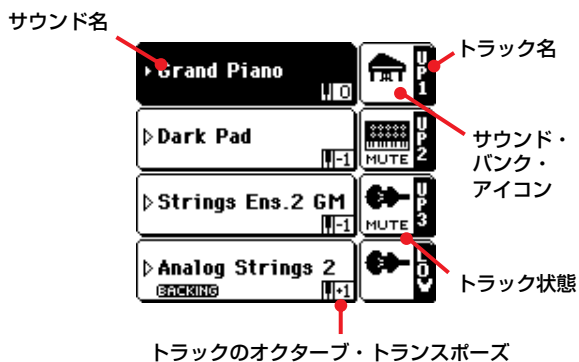 サウンド名
Grand Piano
0
UP1
トラック名
Dark Pad
-1
MUTE
UP2
サウンド・
バンク・
アイコン
Strings Ens.2 GM
-1
MUTE
UP3
Analog Strings 2
BACKING
+1
LOW
トラック状態
トラックのオクターブ・トランスポーズ